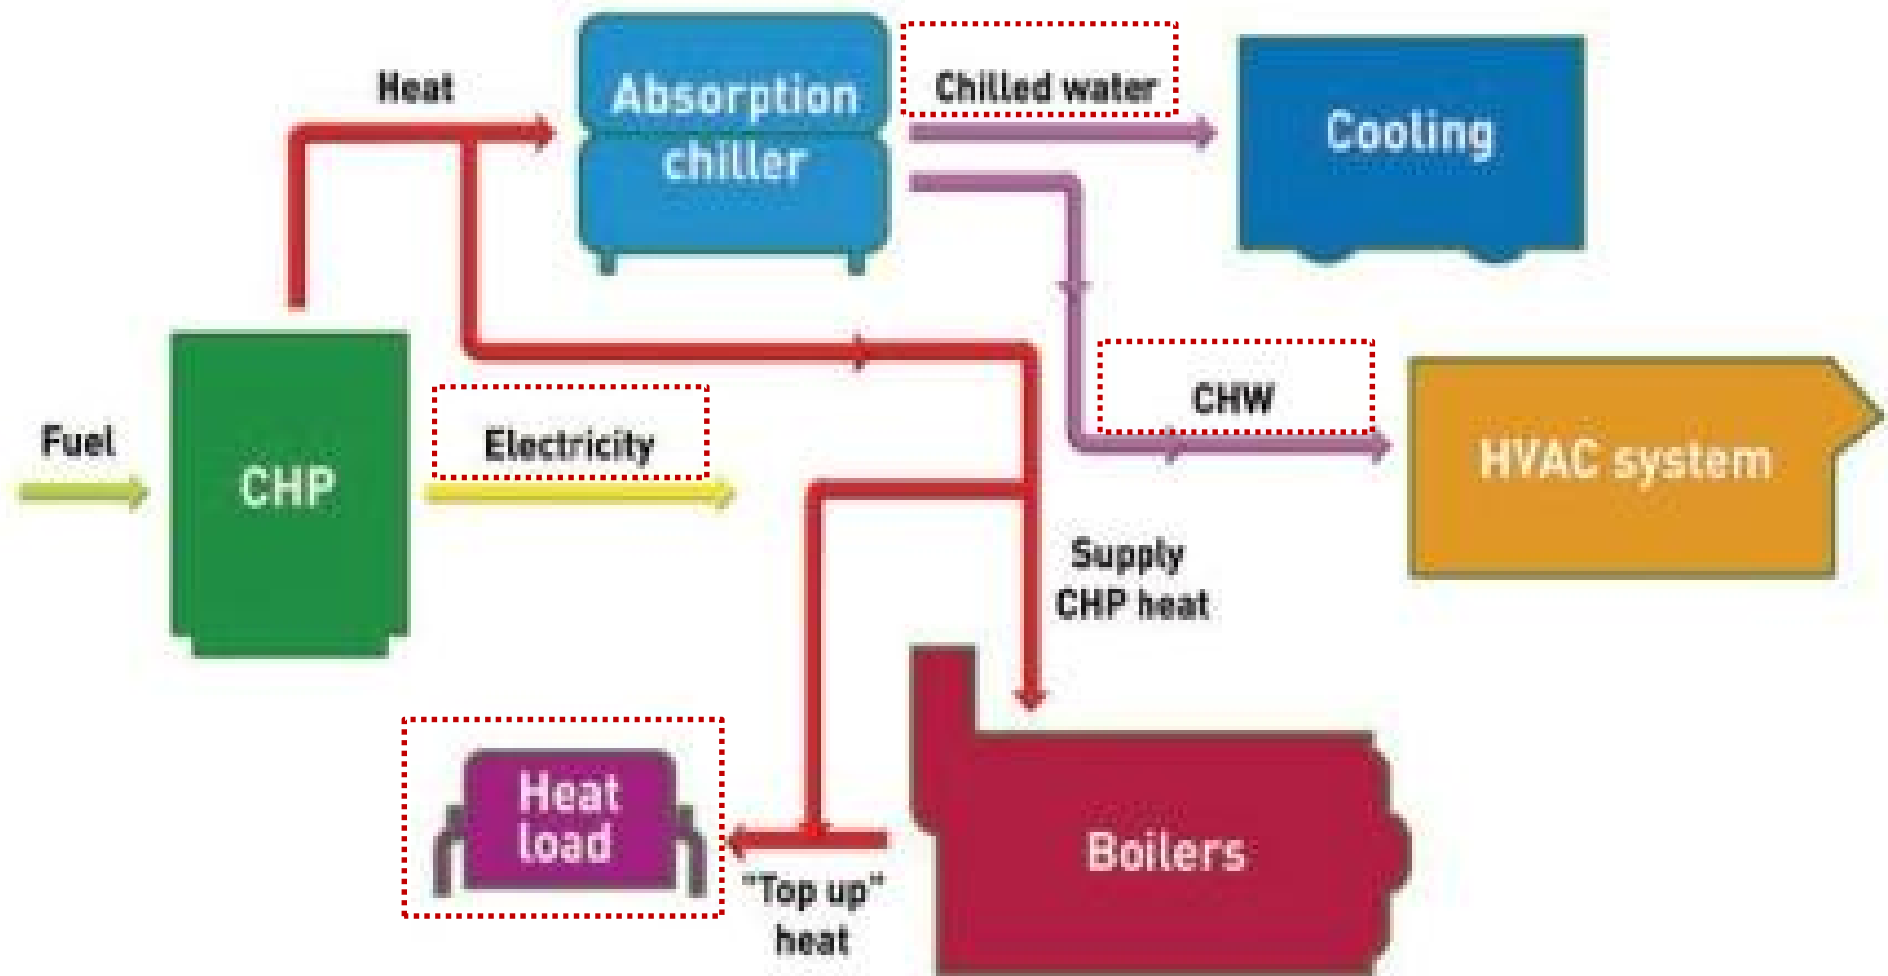 Heat
Absorption
chiller
Chilled water
Cooling
Fuel
CHP
Electricity
CHW
HVAC system
Supply
CHP heat
Heat
load
"Top up"
heat
Boilers